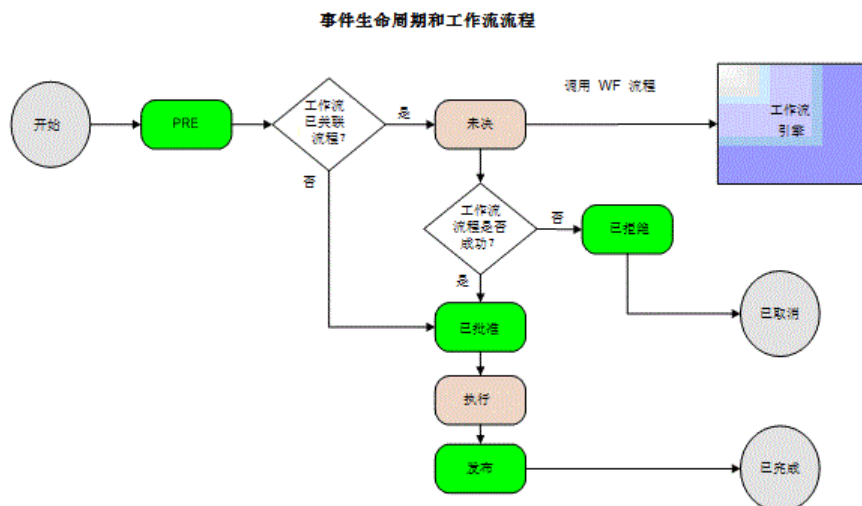 事件生命周期和工作流流程
开始
PRE
工作流
已关联
流程?
是
未决
调用 WF 流程
工作流
引擎
否
工作流
流程是否
成功?
否
已拒绝
是
已取消
已批准
执行
发布
已完成